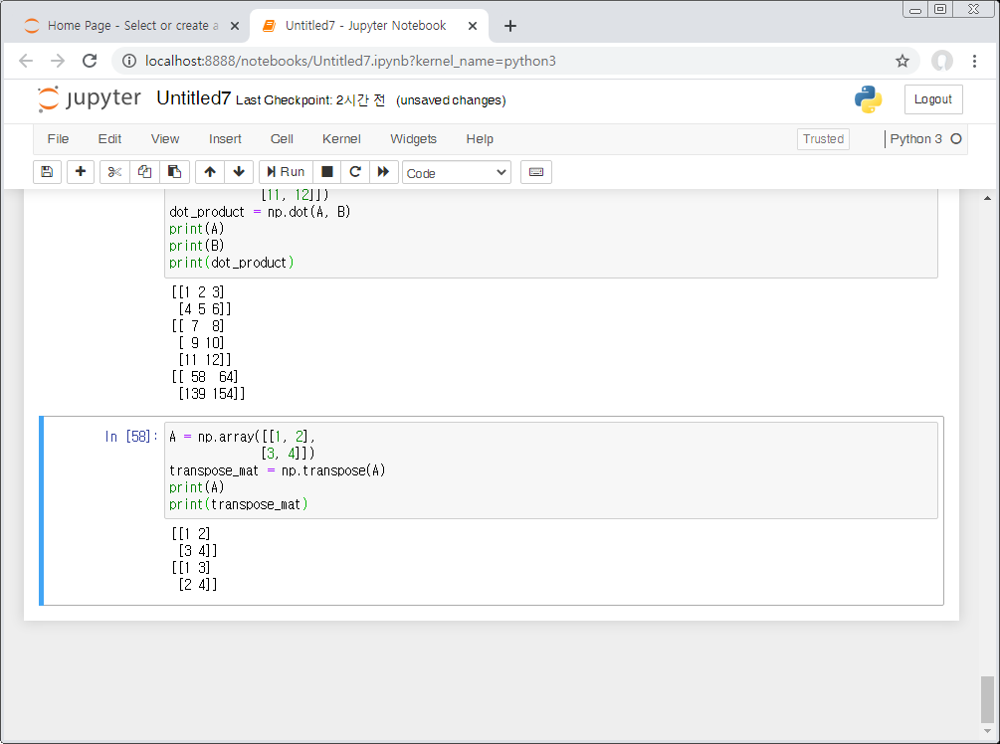 Home Page - Select or create a
Untitled7 - Jupyter Notebook
localhost:8888/notebooks/Untitled7.ipynb?kernel_name=python3
jupyter Untitled7 Last Checkpoint: 2시간 전 (unsaved changes)
Logout
File Edit View Insert Cell Kernel Widgets Help Trusted Python 3
Run Code
[11, 12]])
dot_product = np.dot(A, B)
print(A)
print(B)
print(dot_product)
[[1 2 3]
 [4 5 6]]
[[ 7  8]
 [ 9 10]
 [11 12]]
[[ 58  64]
 [139 154]]
In [58]: A = np.array([[1, 2],
              [3, 4]])
transpose_mat = np.transpose(A)
print(A)
print(transpose_mat)
[[1 2]
 [3 4]]
[[1 3]
 [2 4]]